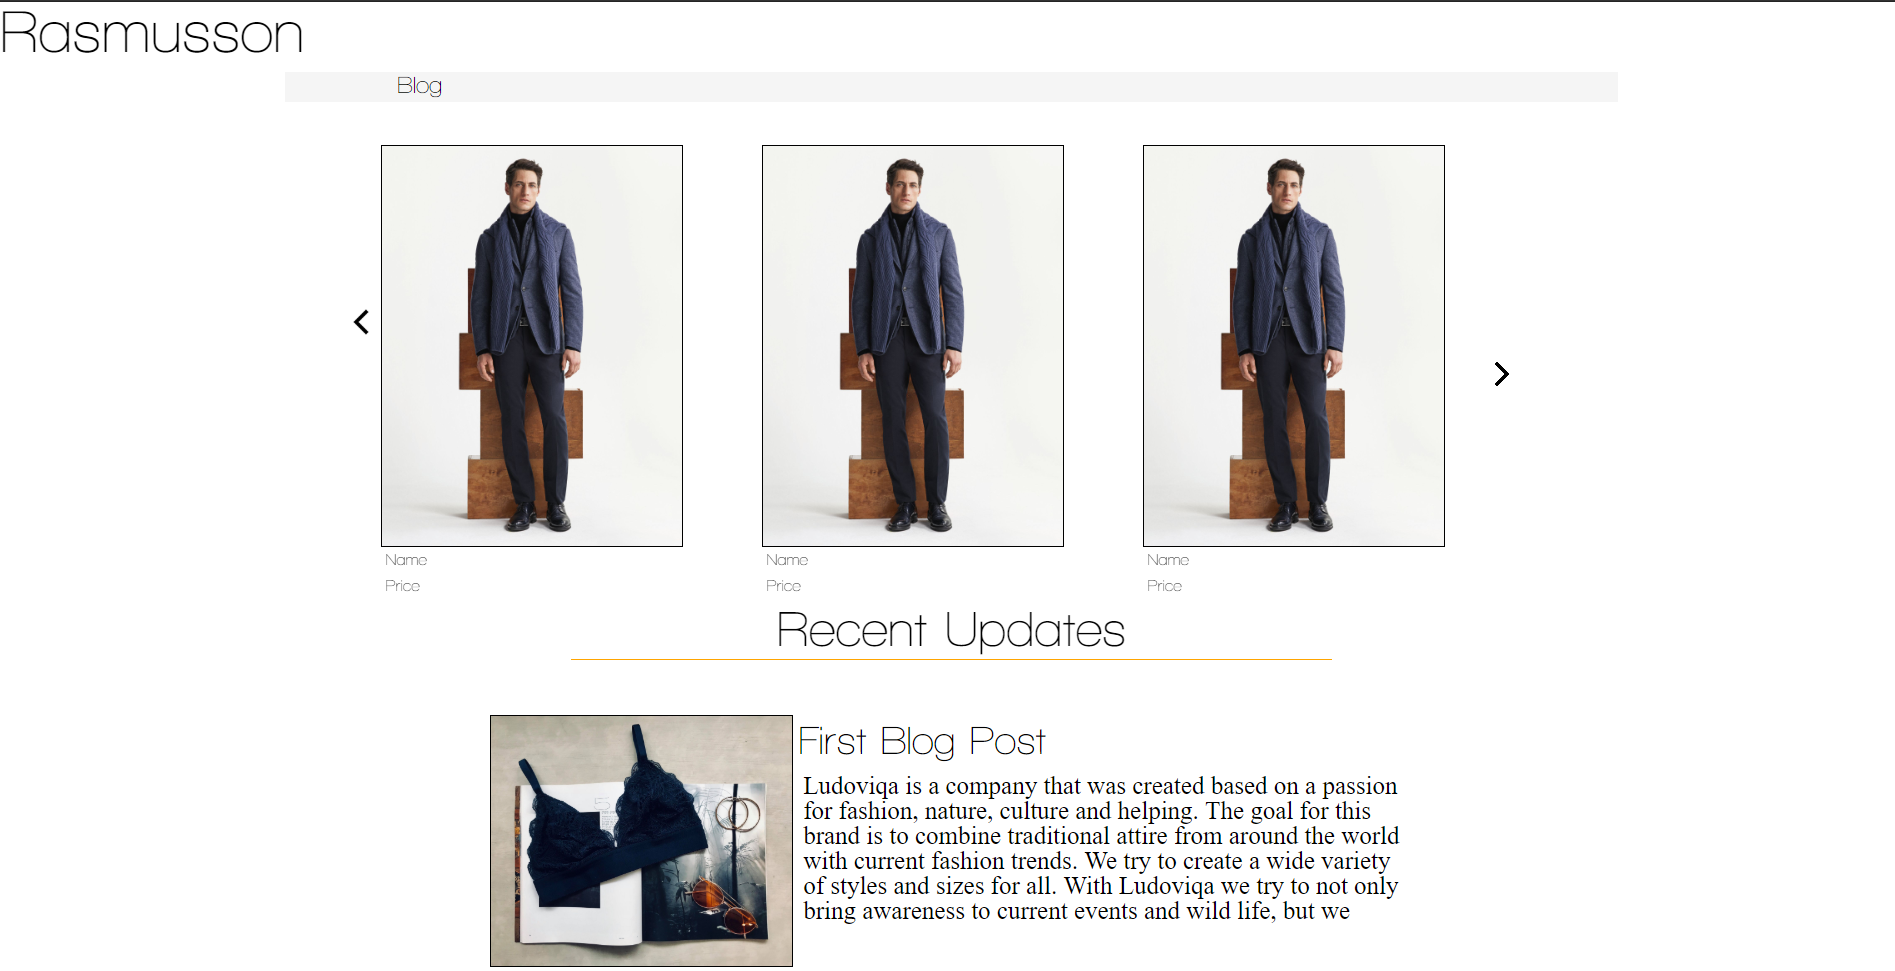 Rasmusson
Blog
Name
Price
Name
Price
Name
Price
Recent Updates
First Blog Post
Ludoviqa is a company that was created based on a passion
for fashion, nature, culture and helping. The goal for this
brand is to combine traditional attire from around the world
with current fashion trends. We try to create a wide variety
of styles and sizes for all. With Ludoviqa we try to not only
bring awareness to current events and wild life, but we